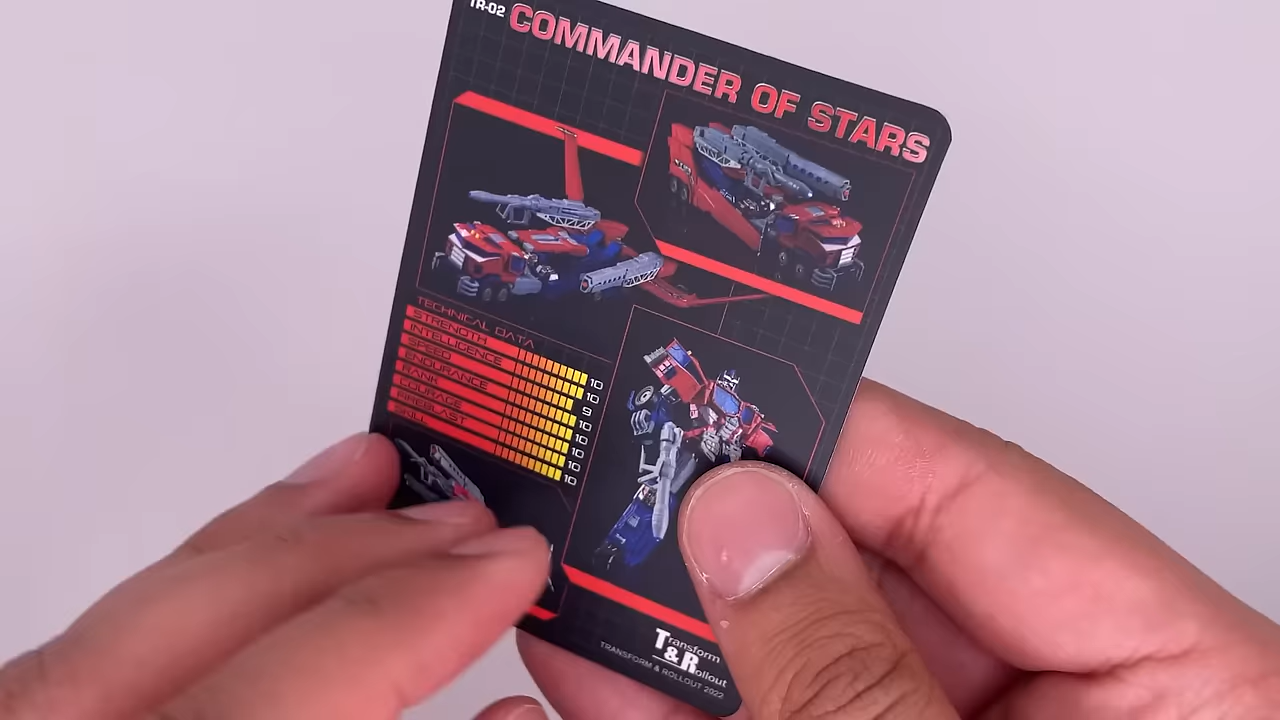 TR-02 COMMANDER OF STARS
TECHNICAL DATA
STRENGTH 10
INTELLIGENCE 10
SPEED 9
ENDURANCE 10
RANK 10
COURAGE 10
FIREBLAST 10
SKILL 10
Transform
& Rollout
TRANSFORM & ROLLOUT 2022